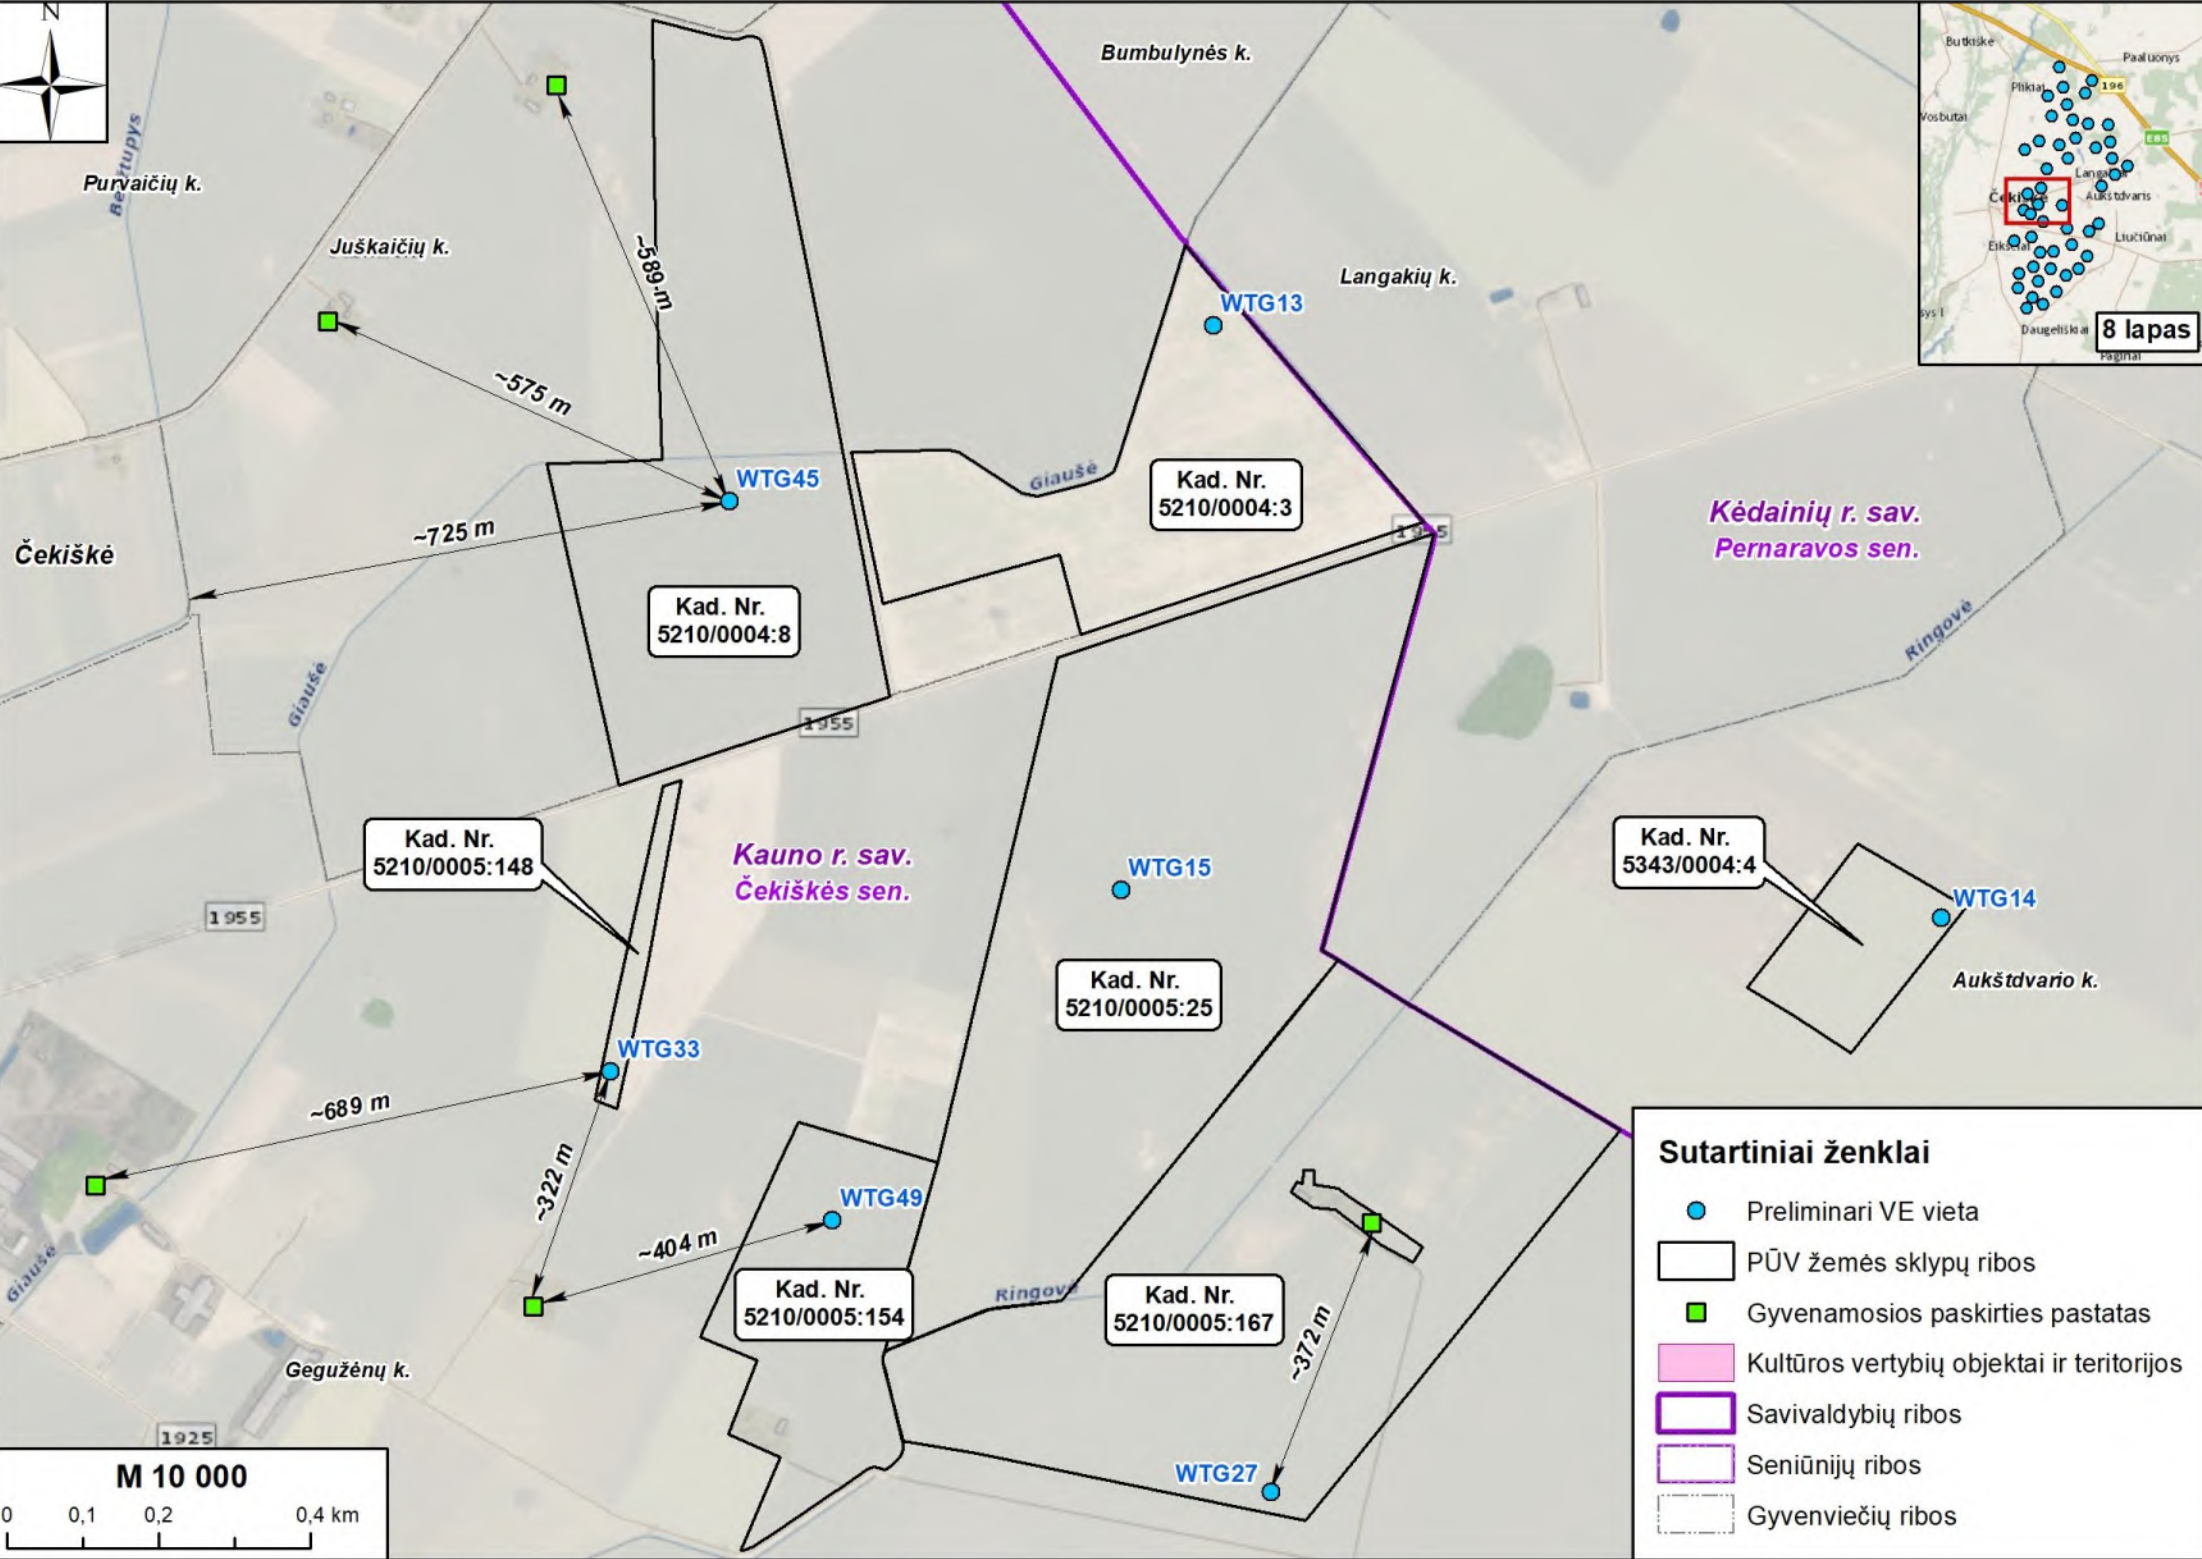 N
Bumbulynės k.
Butkiške
Paaluonys
Plikiai
196
Vosbutai
E85
Čekiškė
Aukštdvaris
Liučiūnai
Daugeliškiai
8 lapas
Paginiai
Purvaičių k.
Juškaičių k.
Langakių k.
~589 m
WTG13
~575 m
WTG45
Giaušė
Kad. Nr.
5210/0004:3
1955
Kėdainių r. sav.
Pernaravos sen.
~725 m
Čekiškė
Kad. Nr.
5210/0004:8
Ringovė
Giaušė
1955
Kad. Nr.
5210/0005:148
Kauno r. sav.
Čekiškės sen.
WTG15
Kad. Nr.
5343/0004:4
WTG14
1955
Aukštdvario k.
Kad. Nr.
5210/0005:25
WTG33
~689 m
~322 m
WTG49
~404 m
Kad. Nr.
5210/0005:154
Ringovė
Kad. Nr.
5210/0005:167
~372 m
Giaušė
Gegužėnų k.
1925
WTG27
M 10 000
0 0,1 0,2 0,4 km
Sutartiniai ženklai
Preliminari VE vieta
PŪV žemės sklypų ribos
Gyvenamosios paskirties pastatas
Kultūros vertybių objektai ir teritorijos
Savivaldybių ribos
Seniūnijų ribos
Gyvenviečių ribos